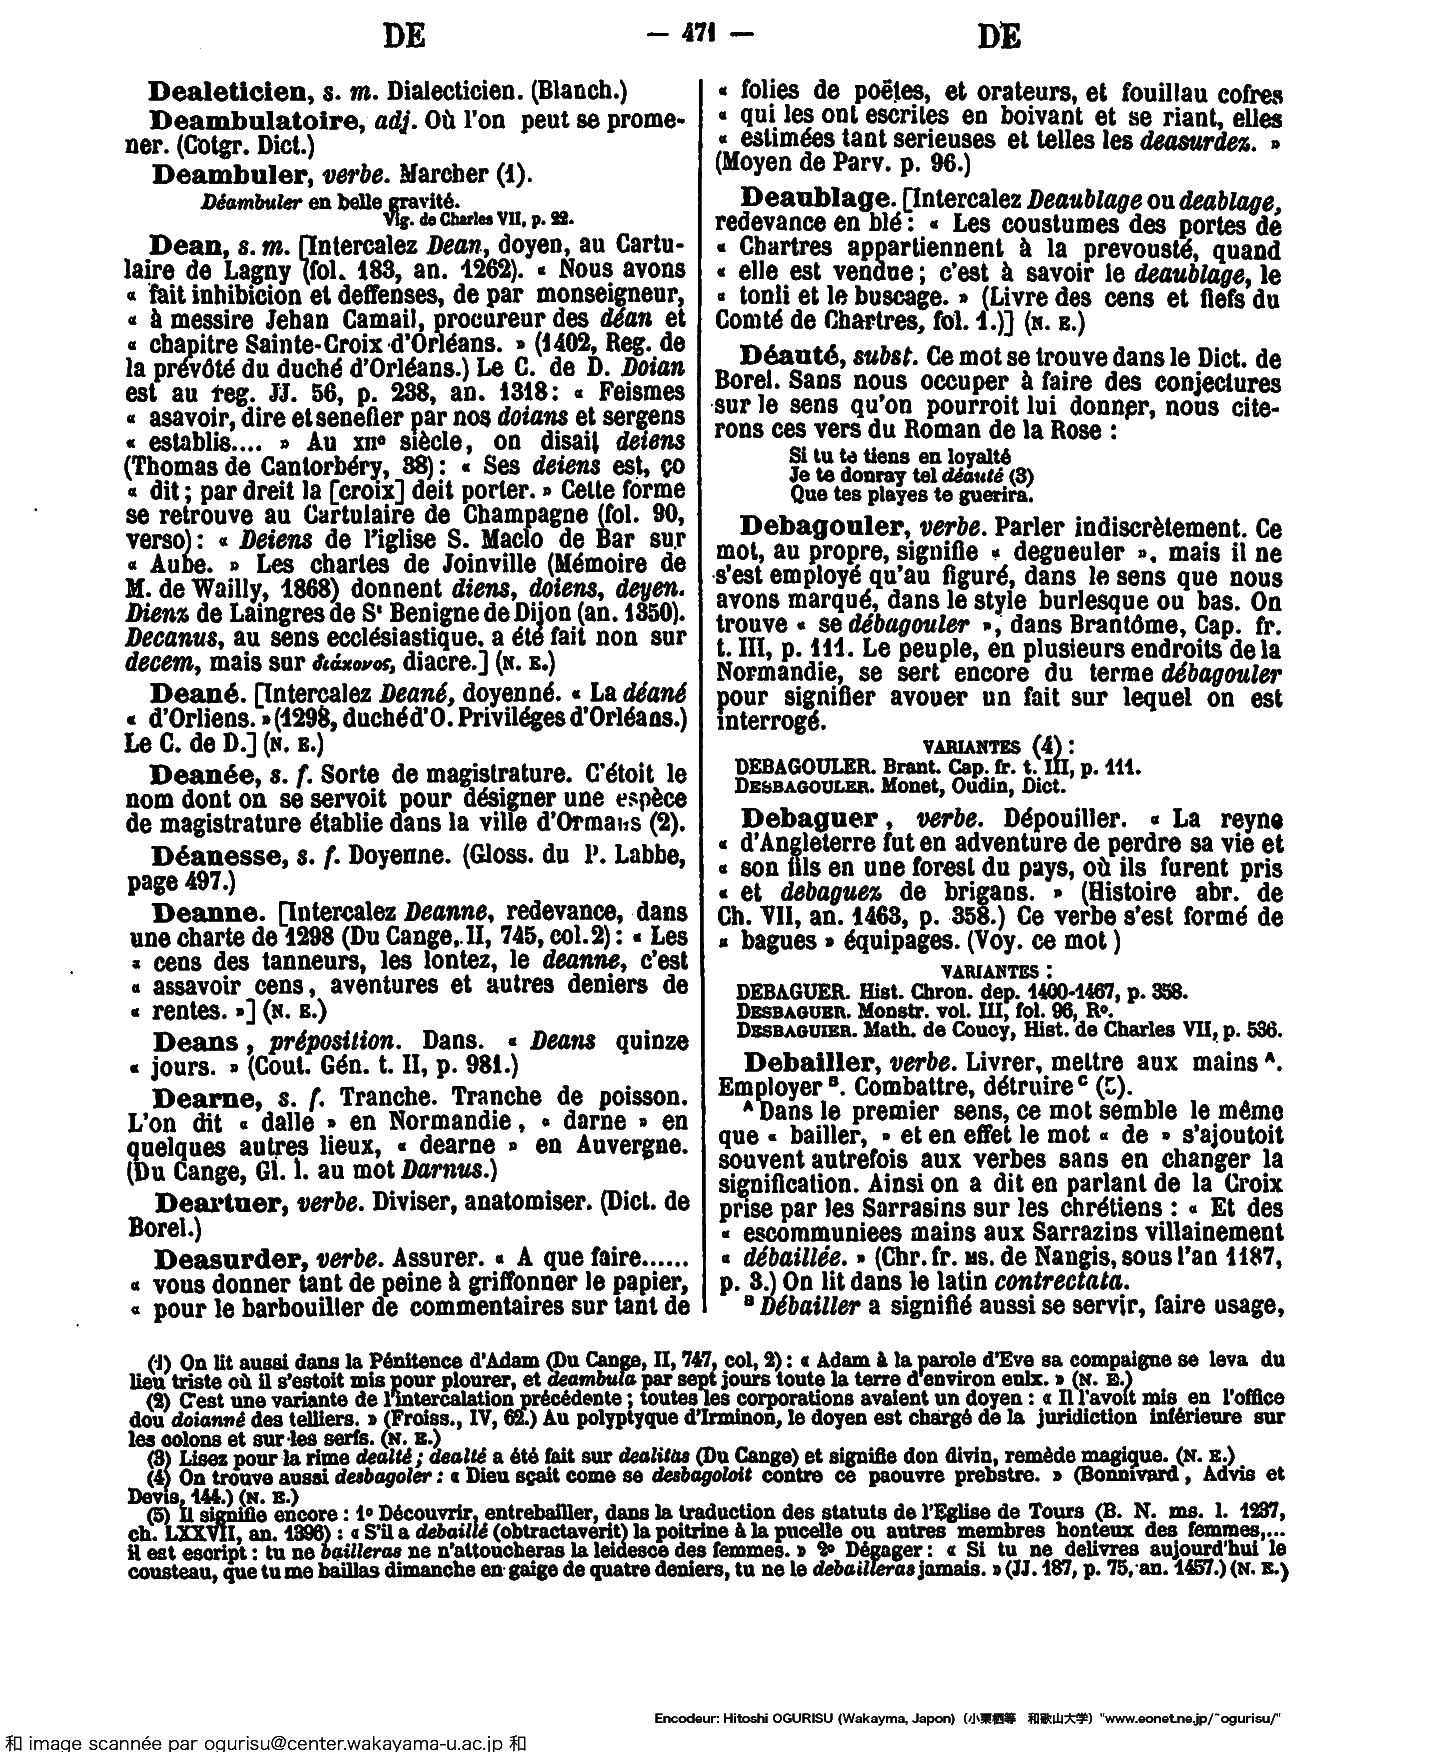 DE — 471 — DE
Dealeticien, s. m. Dialecticien. (Blanch.)
Deambulatoire, adj. Où l'on peut se prome-
ner. (Cotgr. Dict.)
Deambuler, verbe. Marcher (1).
Déambuler en belle gravité.
Vig. de Charles VII, p. 22.
Dean, s. m. [Intercalez Dean, doyen, au Cartu-
laire de Lagny (fol. 183, an. 1262). « Nous avons
« fait inhibicion et deffenses, de par monseigneur,
« à messire Jehan Camail, procureur des déan et
« chapitre Sainte-Croix d'Orléans. » (1402, Reg. de
la prévôté du duché d'Orléans.) Le C. de D. Doian
est au reg. JJ. 56, p. 238, an. 1318 : « Feismes
« asavoir, dire et senefier par nos doians et sergens
« establis.... » Au XIIe siècle, on disait deiens
(Thomas de Cantorbéry, 38) : « Ses deiens est, ço
« dit ; par dreit la [croix] deit porter. » Cette forme
se retrouve au Cartulaire de Champagne (fol. 90,
verso) : « Deiens de l'iglise S. Maclo de Bar sur
« Aube. » Les chartes de Joinville (Mémoire de
M. de Wailly, 1868) donnent diens, doiens, deyen.
Dienz de Laingres de St Benigne de Dijon (an. 1350).
Decanus, au sens ecclésiastique, a été fait non sur
decem, mais sur διάκονος, diacre.] (N. E.)
Deané. [Intercalez Deané, doyenné. « La déané
« d'Orliens. » (1298, duché d'O. Priviléges d'Orléans.)
Le C. de D.] (N. E.)
Deanée, s. f. Sorte de magistrature. C'étoit le
nom dont on se servoit pour désigner une espèce
de magistrature établie dans la ville d'Ormans (2).
Déanesse, s. f. Doyenne. (Gloss. du P. Labbe,
page 497.)
Deanne. [Intercalez Deanne, redevance, dans
une charte de 1298 (Du Cange, II, 745, col. 2) : « Les
« cens des tanneurs, les lontez, le deanne, c'est
« assavoir cens, aventures et autres deniers de
« rentes. »] (N. E.)
Deans, préposition. Dans. « Deans quinze
« jours. » (Cout. Gén. t. II, p. 981.)
Dearne, s. f. Tranche. Tranche de poisson.
L'on dit « dalle » en Normandie, « darne » en
quelques autres lieux, « dearne » en Auvergne.
(Du Cange, Gl. l. au mot Darnus.)
Deartuer, verbe. Diviser, anatomiser. (Dict. de
Borel.)
Deasurder, verbe. Assurer. « A que faire......
« vous donner tant de peine à griffonner le papier,
« pour le barbouiller de commentaires sur tant de
« folies de poëtes, et orateurs, et fouillau cofres
« qui les ont escrites en boivant et se riant, elles
« estimées tant serieuses et telles les deasurdez. »
(Moyen de Parv. p. 96.)
Deaublage. [Intercalez Deaublage ou deablage,
redevance en blé : « Les coustumes des portes de
« Chartres appartiennent à la prevousté, quand
« elle est vendue ; c'est à savoir le deaublage, le
« tonli et le buscage. » (Livre des cens et fiefs du
Comté de Chartres, fol. 1.)] (N. E.)
Déauté, subst. Ce mot se trouve dans le Dict. de
Borel. Sans nous occuper à faire des conjectures
sur le sens qu'on pourroit lui donner, nous cite-
rons ces vers du Roman de la Rose :
Si tu te tiens en loyalté
Je te donray tel déauté (3)
Que tes playes te guerira.
Debagouler, verbe. Parler indiscrètement. Ce
mot, au propre, signifie « degueuler », mais il ne
s'est employé qu'au figuré, dans le sens que nous
avons marqué, dans le style burlesque ou bas. On
trouve « se débagouler », dans Brantôme, Cap. fr.
t. III, p. 111. Le peuple, en plusieurs endroits de la
Normandie, se sert encore du terme débagouler
pour signifier avouer un fait sur lequel on est
interrogé.
VARIANTES (4) :
DEBAGOULER. Brant. Cap. fr. t. III, p. 111.
DESBAGOULER. Monet, Oudin, Dict.
Debaguer, verbe. Dépouiller. « La reyne
« d'Angleterre fut en adventure de perdre sa vie et
« son fils en une forest du pays, où ils furent pris
« et debaguez de brigans. » (Histoire abr. de
Ch. VII, an. 1463, p. 358.) Ce verbe s'est formé de
« bagues » équipages. (Voy. ce mot)
VARIANTES :
DEBAGUER. Hist. Chron. dep. 1400-1467, p. 358.
DESBAGUER. Monstr. vol. III, fol. 96, Ro.
DESBAGUIER. Math. de Coucy, Hist. de Charles VII, p. 536.
Debailler, verbe. Livrer, mettre aux mains A.
Employer B. Combattre, détruire C (5).
A Dans le premier sens, ce mot semble le même
que « bailler, » et en effet le mot « de » s'ajoutoit
souvent autrefois aux verbes sans en changer la
signification. Ainsi on a dit en parlant de la Croix
prise par les Sarrasins sur les chrétiens : « Et des
« escommuniees mains aux Sarrazins villainement
« débaillée. » (Chr. fr. MS. de Nangis, sous l'an 1187,
p. 3.) On lit dans le latin contrectata.
B Débailler a signifié aussi se servir, faire usage,
(1) On lit aussi dans la Pénitence d'Adam (Du Cange, II, 747, col, 2) : « Adam à la parole d'Eve sa compaigne se leva du
lieu triste où il s'estoit mis pour plourer, et deambula par sept jours toute la terre d'environ eulx. » (N. E.)
(2) C'est une variante de l'intercalation précédente ; toutes les corporations avaient un doyen : « Il l'avoit mis en l'office
dou doianné des telliers. » (Froiss., IV, 62.) Au polyptyque d'Irminon, le doyen est chargé de la juridiction inférieure sur
les colons et sur les serfs. (N. E.)
(3) Lisez pour la rime dealté ; dealté a été fait sur dealitas (Du Cange) et signifie don divin, remède magique. (N. E.)
(4) On trouve aussi desbagoler : « Dieu sçait come se desbagoloit contre ce paouvre prebstre. » (Bonnivard, Advis et
Devis, 144.) (N. E.)
(5) Il signifie encore : 1o Découvrir, entrebailler, dans la traduction des statuts de l'Eglise de Tours (B. N. ms. l. 1237,
ch. LXXVII, an. 1396) : « S'il a debaillé (obtractaverit) la poitrine à la pucelle ou autres membres honteux des femmes,...
il est escript : tu ne bailleras ne n'attoucheras la leidesce des femmes. » 2o Dégager : « Si tu ne delivres aujourd'hui le
cousteau, que tu me baillas dimanche en gaige de quatre deniers, tu ne le debailleras jamais. » (JJ. 187, p. 75, an. 1457.) (N. E.)
Encodeur: Hitoshi OGURISU (Wakayma, Japon) (小栗栖等 和歌山大学) "www.eonet.ne.jp/~ogurisu/"
和 image scannée par ogurisu@center.wakayama-u.ac.jp 和